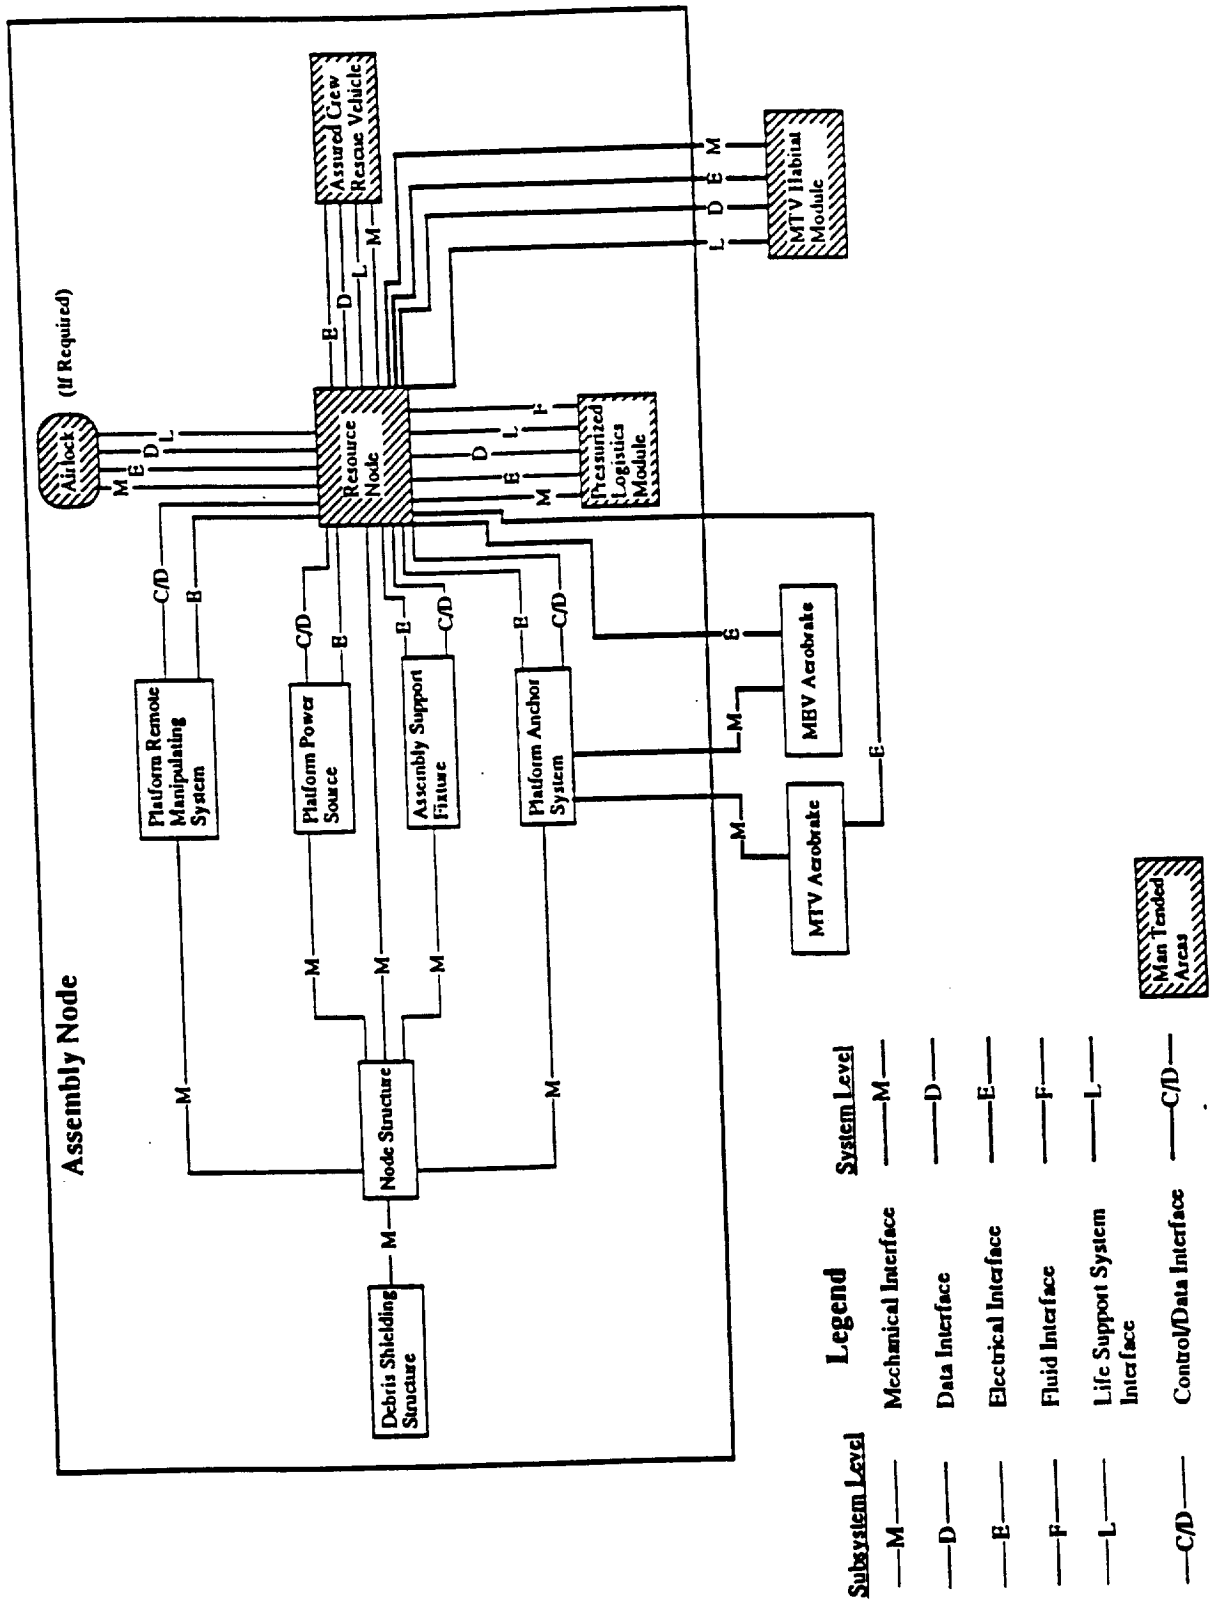 Assembly Node
Debris Shielding
Structure
Node Structure
M
M
M
M
M
M
Platform Remote
Manipulating
System
Platform Power
Source
Assembly Support
Fixture
Platform Anchor
System
C/D
E
C/D
E
E
C/D
E
C/D
Airlock
(If Required)
M
E
D
L
Resource
Node
Assured Crew
Rescue Vehicle
E
D
L
M
M
E
D
L
F
Pressurized
Logistics
Module
L
D
E
M
MTV Habital
Module
M
M
E
E
MTV Aerobrake
MEV Aerobrake
Legend
Subsystem Level
System Level
M
Mechanical Interface
M
D
Data Interface
D
E
Electrical Interface
E
F
Fluid Interface
F
L
Life Support System
Interface
L
C/D
Control/Data Interface
C/D
Man Tended
Areas